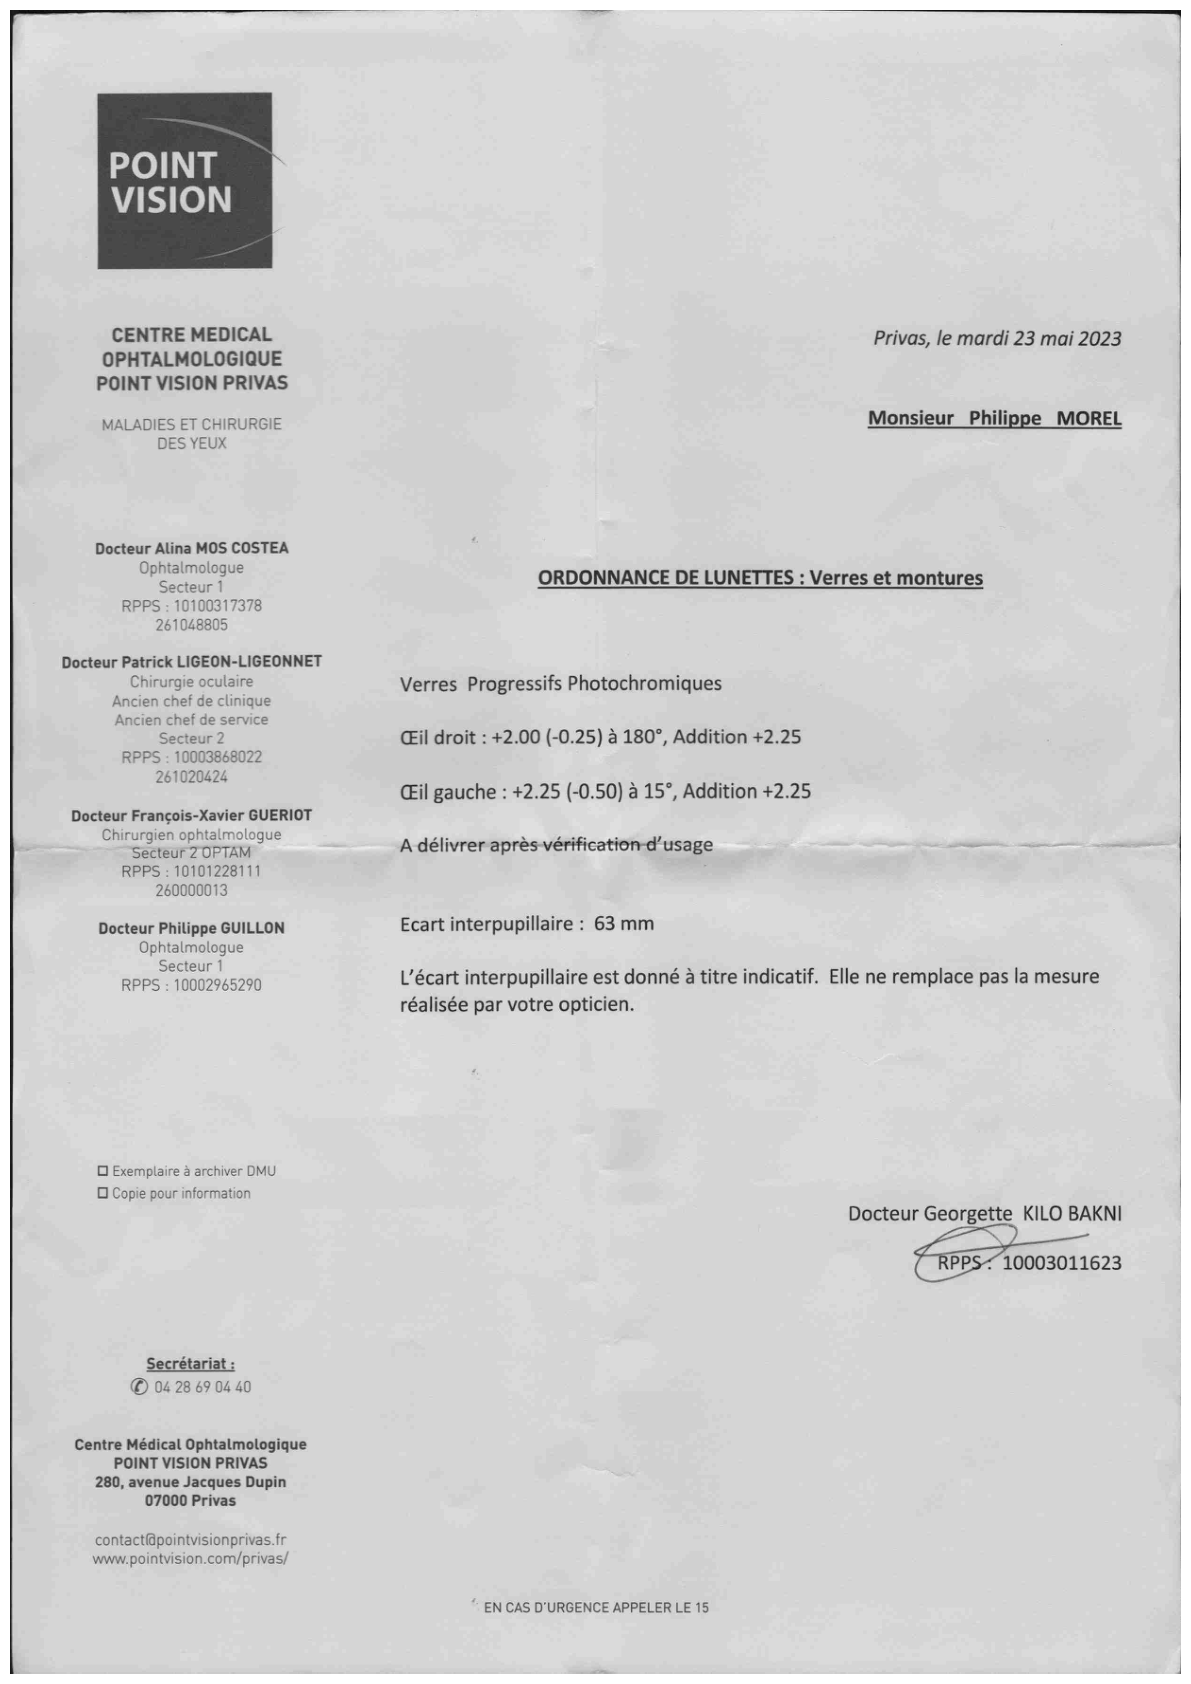 POINT
VISION
CENTRE MEDICAL
OPHTALMOLOGIQUE
POINT VISION PRIVAS
MALADIES ET CHIRURGIE
DES YEUX
Docteur Alina MOS COSTEA
Ophtalmologue
Secteur 1
RPPS : 10100317378
261048805
Docteur Patrick LIGEON-LIGEONNET
Chirurgie oculaire
Ancien chef de clinique
Ancien chef de service
Secteur 2
RPPS : 10003868022
261020424
Docteur François-Xavier GUERIOT
Chirurgien ophtalmologue
Secteur 2 OPTAM
RPPS : 10101228111
260000013
Docteur Philippe GUILLON
Ophtalmologue
Secteur 1
RPPS : 10002965290
☐ Exemplaire à archiver DMU
☐ Copie pour information
Secrétariat :
✆ 04 28 69 04 40
Centre Médical Ophtalmologique
POINT VISION PRIVAS
280, avenue Jacques Dupin
07000 Privas
contact@pointvisionprivas.fr
www.pointvision.com/privas/
Privas, le mardi 23 mai 2023
Monsieur Philippe MOREL
ORDONNANCE DE LUNETTES : Verres et montures
Verres Progressifs Photochromiques
Œil droit : +2.00 (-0.25) à 180°, Addition +2.25
Œil gauche : +2.25 (-0.50) à 15°, Addition +2.25
A délivrer après vérification d'usage
Ecart interpupillaire : 63 mm
L'écart interpupillaire est donné à titre indicatif. Elle ne remplace pas la mesure
réalisée par votre opticien.
Docteur Georgette KILO BAKNI
RPPS : 10003011623
EN CAS D'URGENCE APPELER LE 15